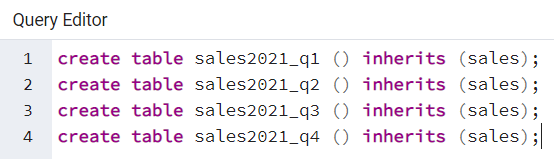 Query Editor
1 create table sales2021_q1 () inherits (sales);
2 create table sales2021_q2 () inherits (sales);
3 create table sales2021_q3 () inherits (sales);
4 create table sales2021_q4 () inherits (sales);